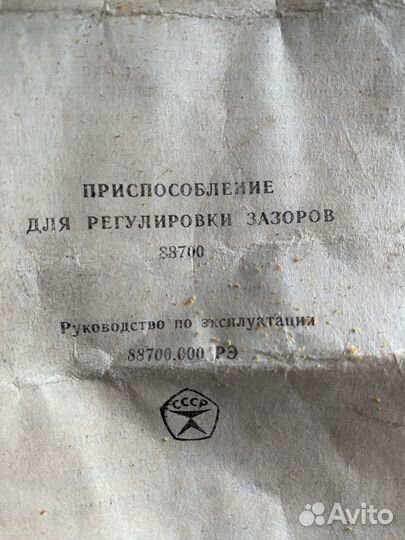 ПРИСПОСОБЛЕНИЕ
ДЛЯ РЕГУЛИРОВКИ ЗАЗОРОВ
88700
Руководство по эксплуатации
88700.000 РЭ
СССР
Avito